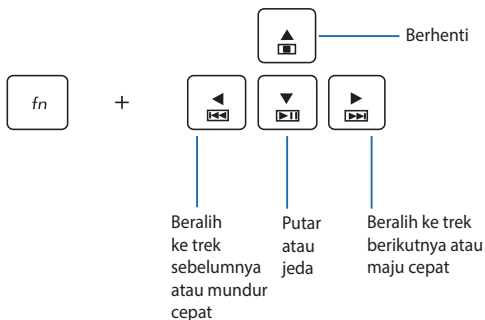 Berhenti
fn +
Beralih
ke trek
sebelumnya
atau mundur
cepat
Putar
atau
jeda
Beralih ke trek
berikutnya atau
maju cepat